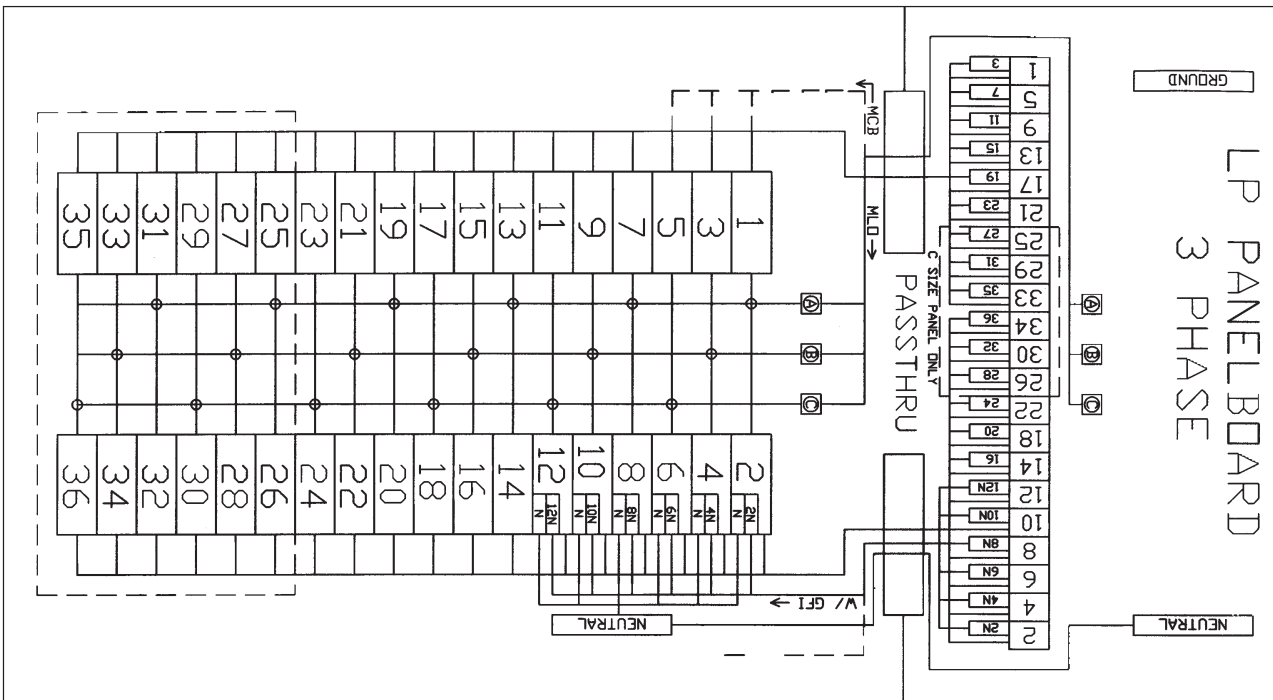 LP PANELBOARD
3 PHASE
GROUND
NEUTRAL
A
B
C
1 3
5 7
9 11
13 15
17 19
21 23
25 27
29 31
33 35
34 36
30 32
26 28
22 24
18 20
14 16
12 12N
10 10N
8 8N
6 6N
4 4N
2 2N
C SIZE PANEL ONLY
PASSTHRU
MCB
MLO
A
B
C
35 33 31 29 27 25 23 21 19 17 15 13 11 9 7 5 3 1
36 34 32 30 28 26 24 22 20 18 16 14 12 10 8 6 4 2
N 12N N 10N N 8N N 6N N 4N N 2N
W/ GFI
NEUTRAL